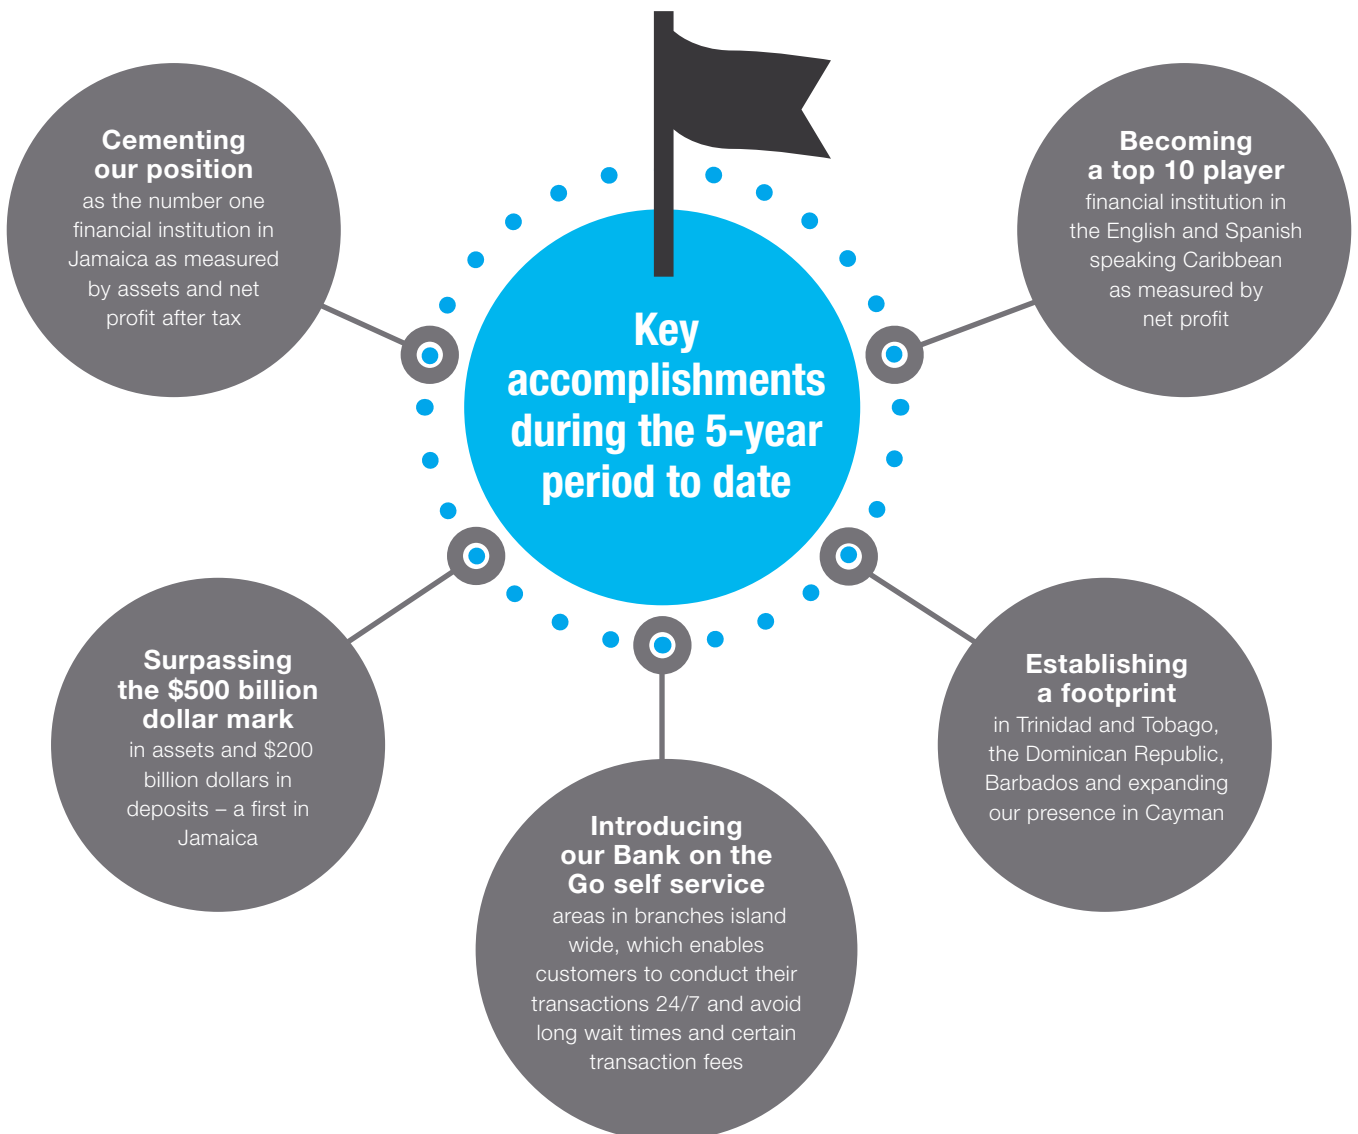 Key
accomplishments
during the 5-year
period to date
Cementing
our position
as the number one
financial institution in
Jamaica as measured
by assets and net
profit after tax
Becoming
a top 10 player
financial institution in
the English and Spanish
speaking Caribbean
as measured by
net profit
Surpassing
the $500 billion
dollar mark
in assets and $200
billion dollars in
deposits – a first in
Jamaica
Introducing
our Bank on the
Go self service
areas in branches island
wide, which enables
customers to conduct their
transactions 24/7 and avoid
long wait times and certain
transaction fees
Establishing
a footprint
in Trinidad and Tobago,
the Dominican Republic,
Barbados and expanding
our presence in Cayman